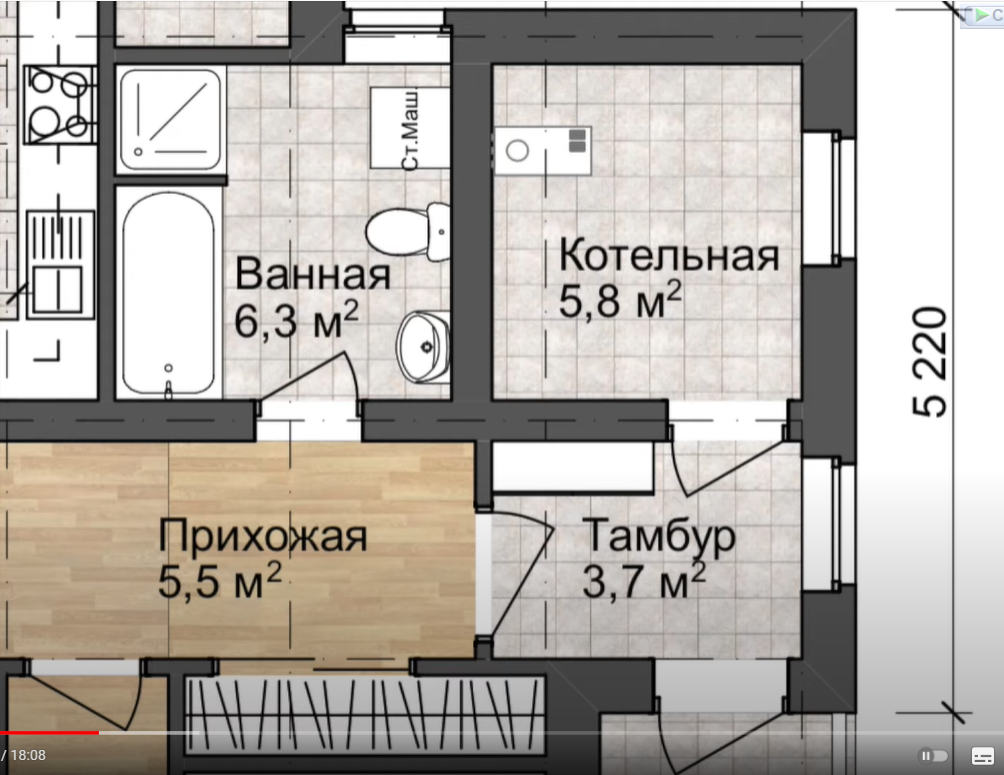 C
Ст.Маш.
Ванная
6,3 м²
Котельная
5,8 м²
5 220
Прихожая
5,5 м²
Тамбур
3,7 м²
/ 18:08